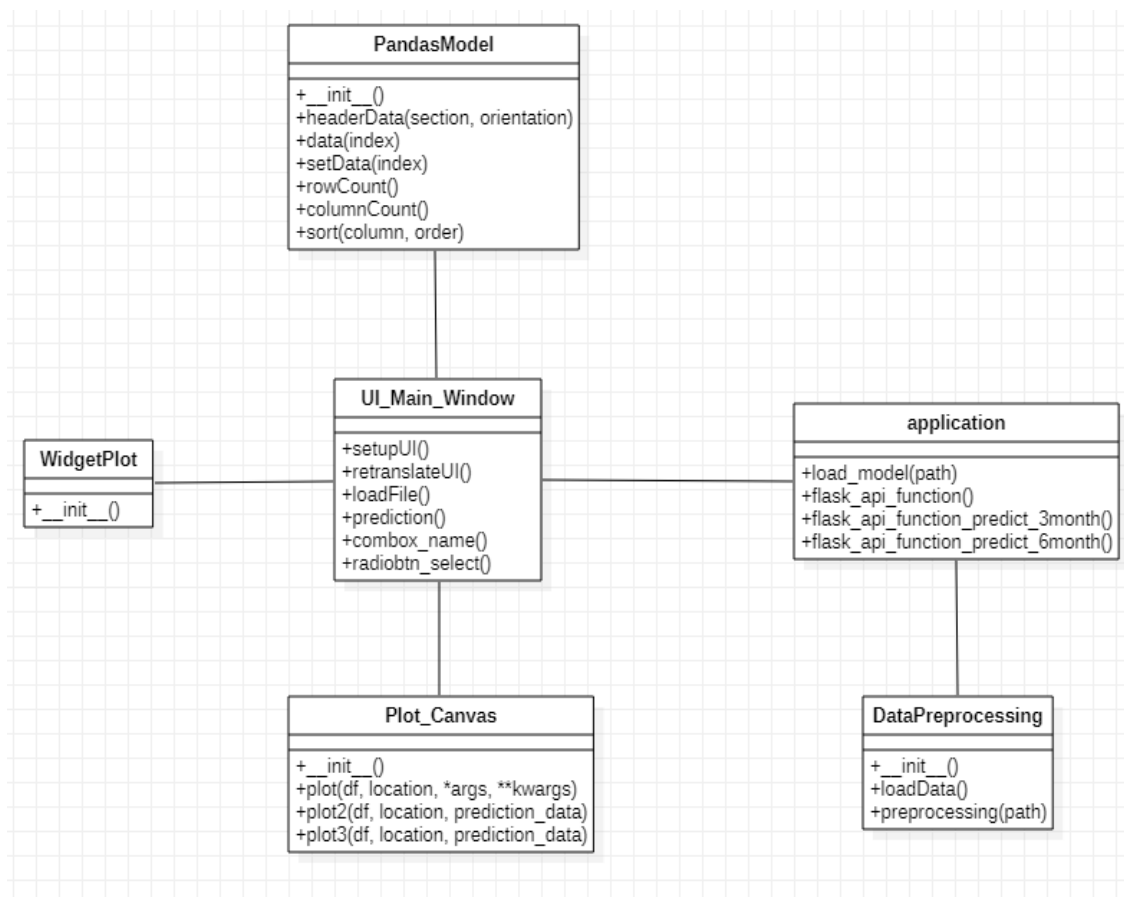 PandasModel
+__init__()
+headerData(section, orientation)
+data(index)
+setData(index)
+rowCount()
+columnCount()
+sort(column, order)
UI_Main_Window
+setupUI()
+retranslateUI()
+loadFile()
+prediction()
+combox_name()
+radiobtn_select()
WidgetPlot
+__init__()
application
+load_model(path)
+flask_api_function()
+flask_api_function_predict_3month()
+flask_api_function_predict_6month()
Plot_Canvas
+__init__()
+plot(df, location, *args, **kwargs)
+plot2(df, location, prediction_data)
+plot3(df, location, prediction_data)
DataPreprocessing
+__init__()
+loadData()
+preprocessing(path)